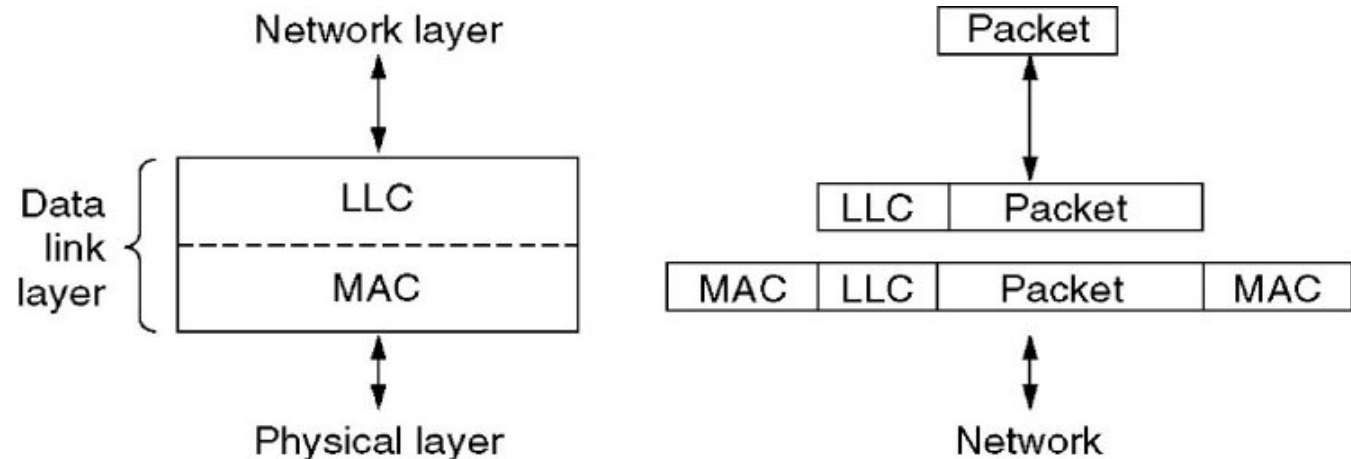 Network layer
Data
link
layer
LLC
MAC
Physical layer
Packet
LLC Packet
MAC LLC Packet MAC
Network